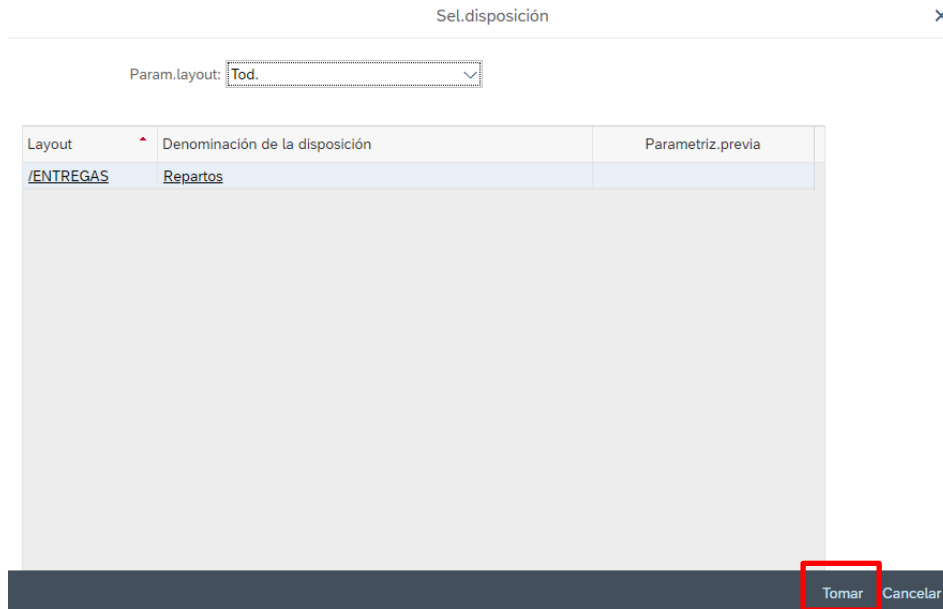 Sel.disposición
Param.layout: Tod.
Layout Denominación de la disposición Parametriz.previa
/ENTREGAS Repartos
Tomar Cancelar